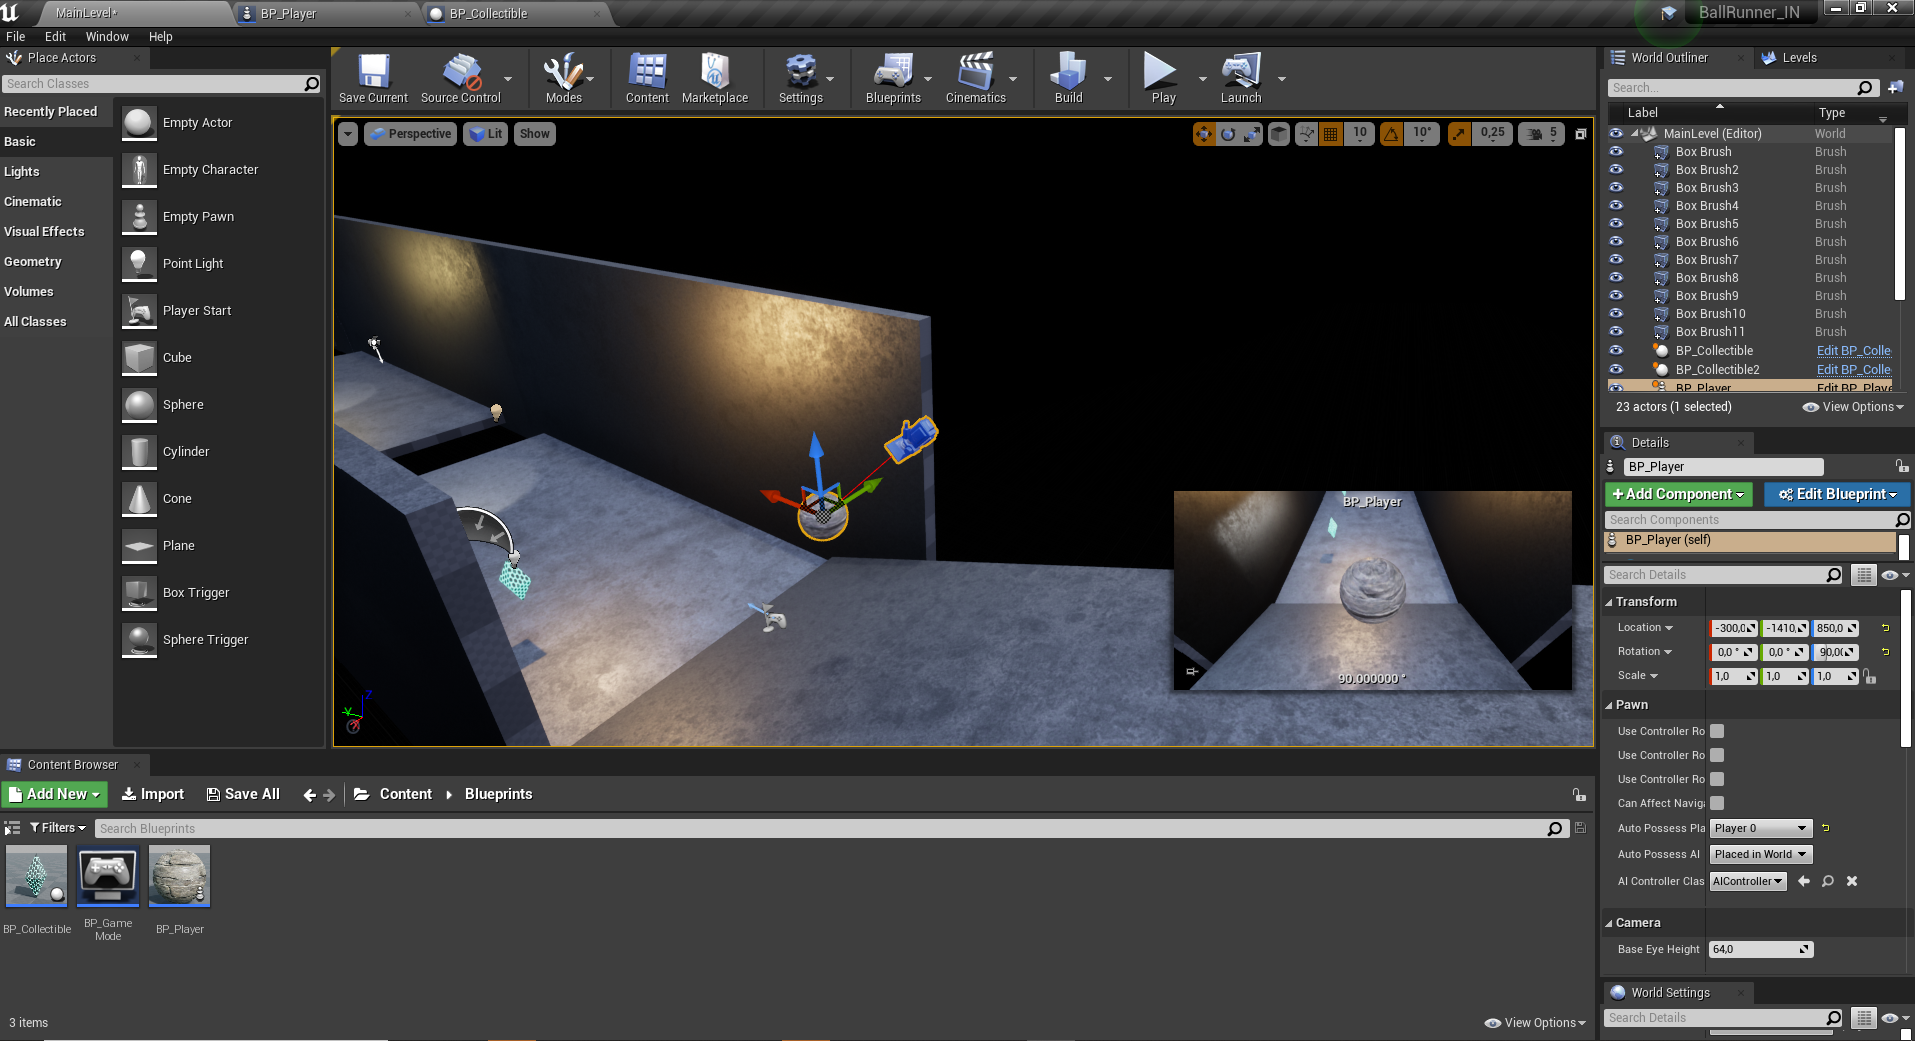 MainLevel*
BP_Player
BP_Collectible
BallRunner_IN
File Edit Window Help
Place Actors
Search Classes
Recently Placed
Basic
Lights
Cinematic
Visual Effects
Geometry
Volumes
All Classes
Empty Actor
Empty Character
Empty Pawn
Point Light
Player Start
Cube
Sphere
Cylinder
Cone
Plane
Box Trigger
Sphere Trigger
Save Current
Source Control
Modes
Content
Marketplace
Settings
Blueprints
Cinematics
Build
Play
Launch
Perspective
Lit
Show
10
10°
0,25
5
BP_Player
90.000000 °
Z
Y
World Outliner
Levels
Search...
Label Type
MainLevel (Editor) World
Box Brush Brush
Box Brush2 Brush
Box Brush3 Brush
Box Brush4 Brush
Box Brush5 Brush
Box Brush6 Brush
Box Brush7 Brush
Box Brush8 Brush
Box Brush9 Brush
Box Brush10 Brush
Box Brush11 Brush
BP_Collectible Edit BP_Colle
BP_Collectible2 Edit BP_Colle
BP_Player Edit BP_Playe
23 actors (1 selected)
View Options
Details
BP_Player
+ Add Component
Edit Blueprint
Search Components
BP_Player (self)
Search Details
Transform
Location -300,0 -1410, 850,0
Rotation 0,0 ° 0,0 ° 90,0
Scale 1,0 1,0 1,0
Pawn
Use Controller Ro
Use Controller Ro
Use Controller Ro
Can Affect Naviga
Auto Possess Pla Player 0
Auto Possess AI Placed in World
AI Controller Clas AIController
Camera
Base Eye Height 64,0
World Settings
Search Details
Content Browser
Add New
Import
Save All
Content
Blueprints
Filters
Search Blueprints
BP_Collectible
BP_Game
Mode
BP_Player
3 items
View Options